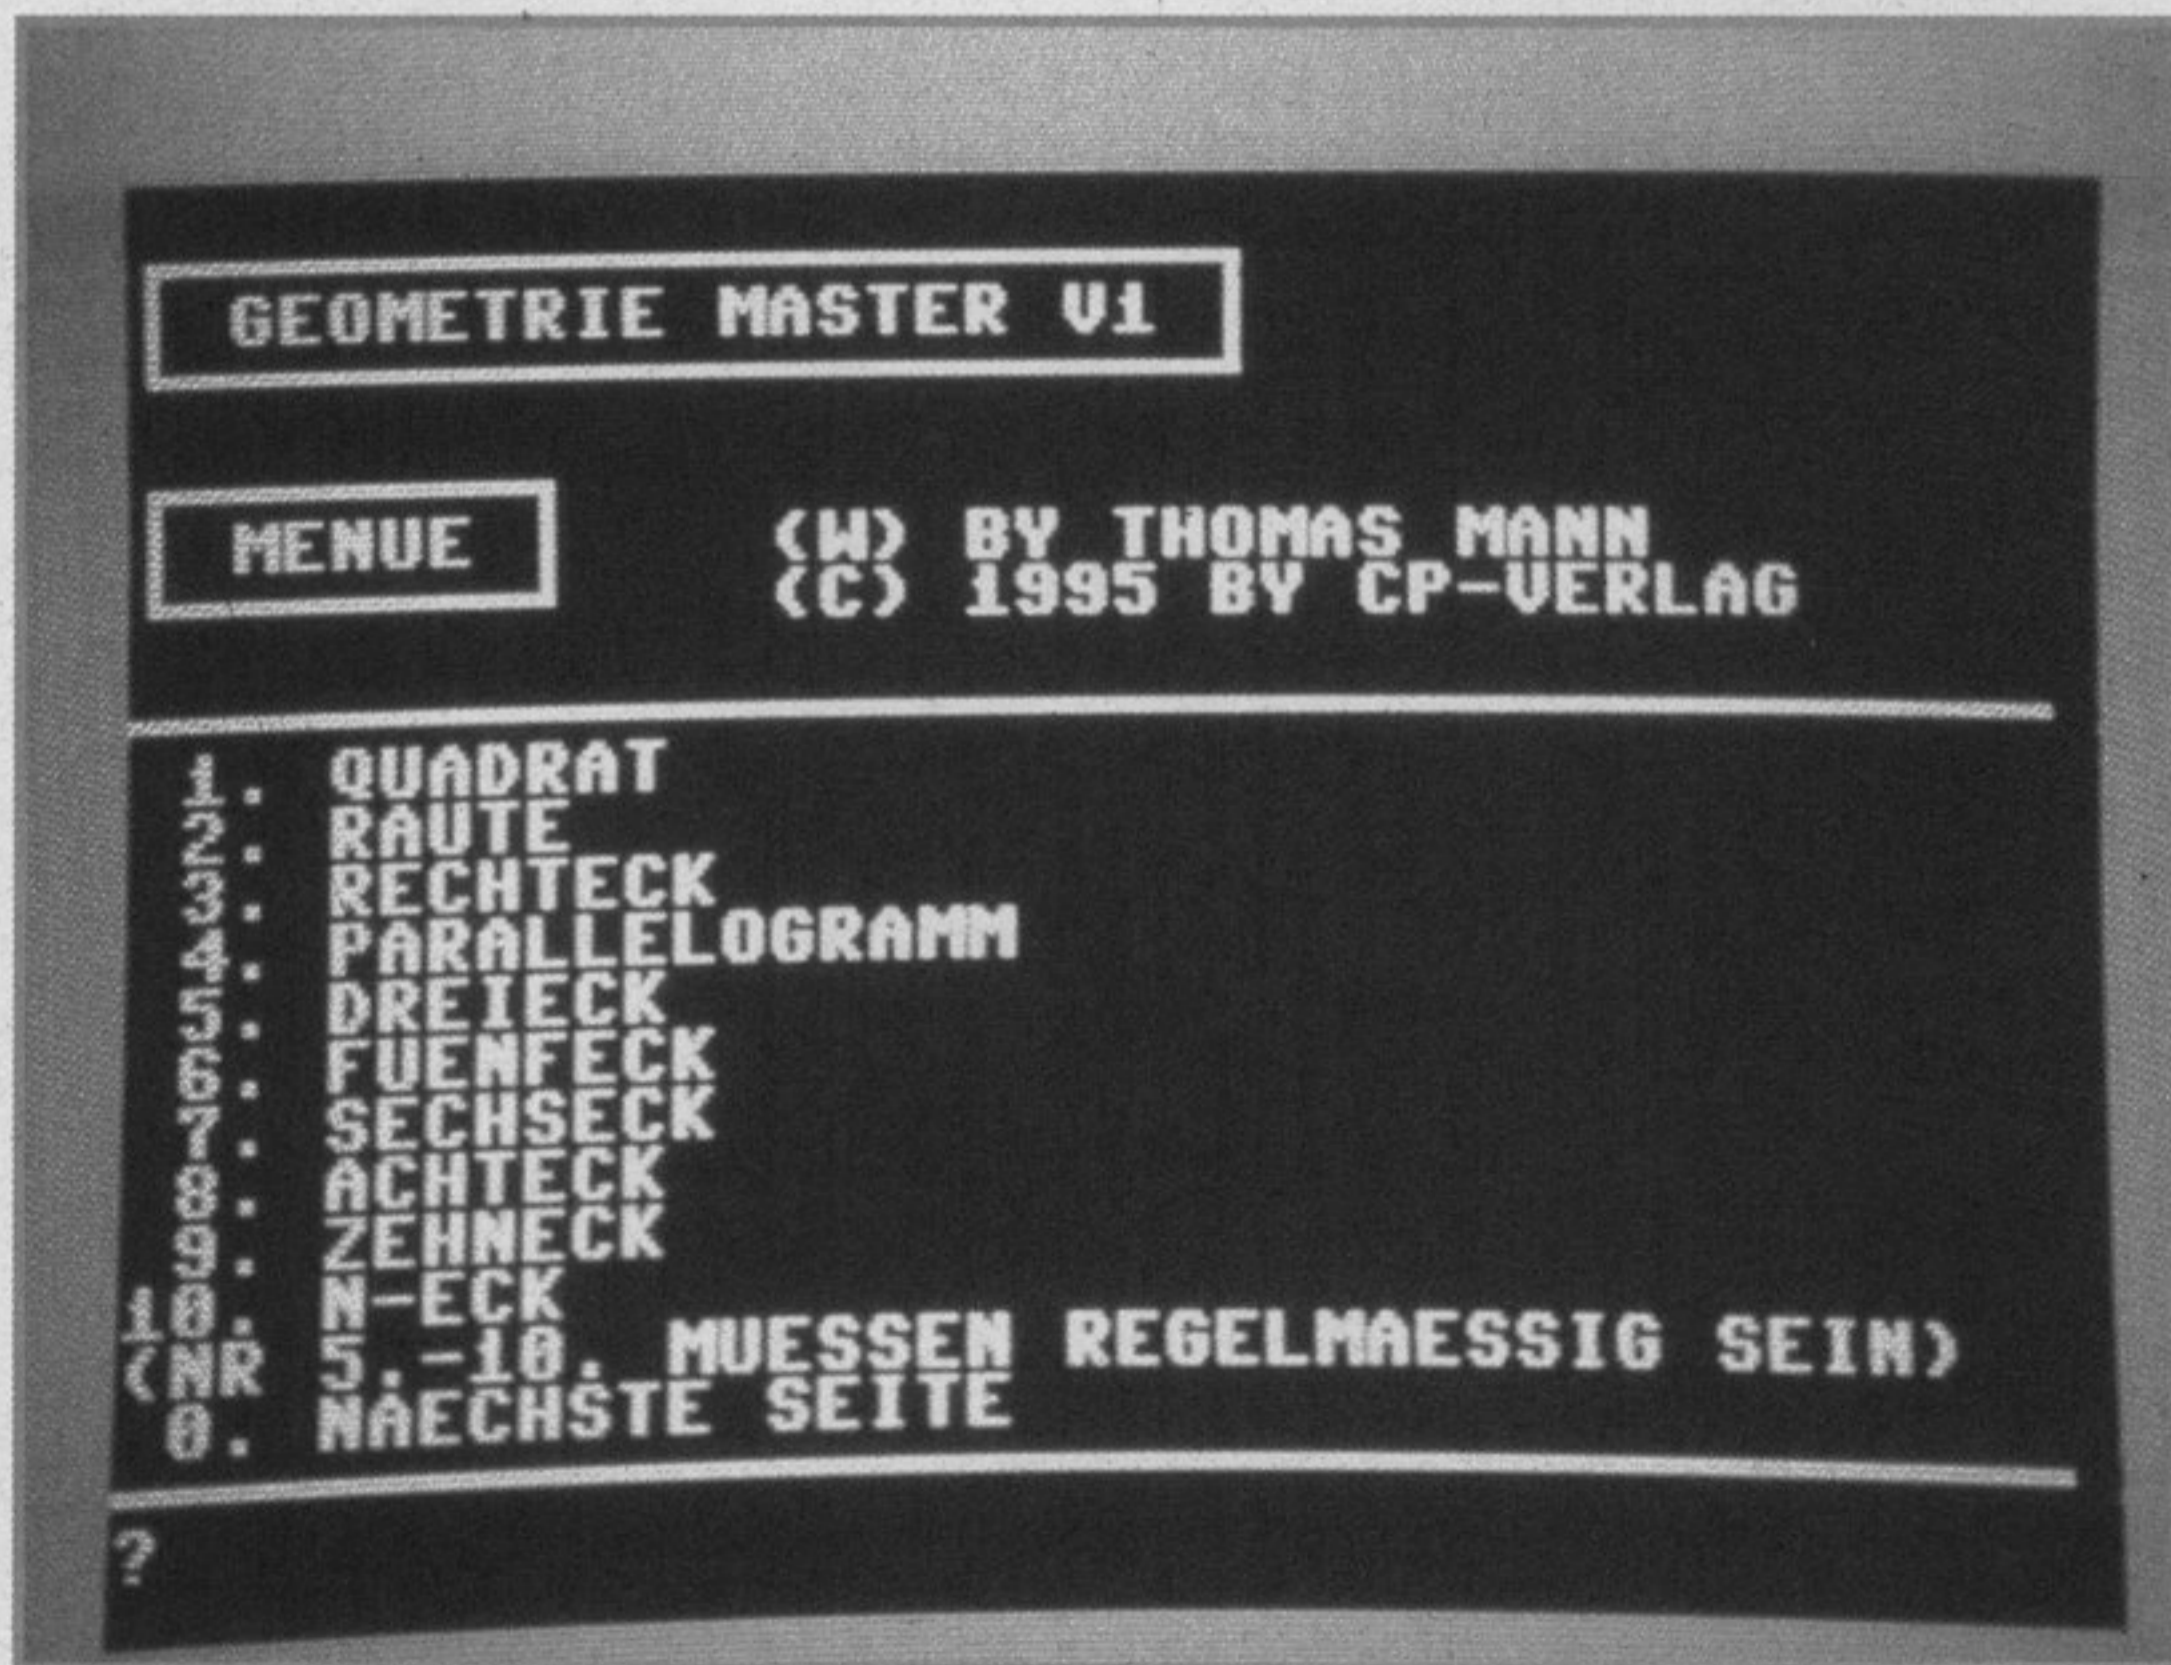 GEOMETRIE MASTER V1
MENUE
(W) BY THOMAS MANN
(C) 1995 BY CP-VERLAG
1. QUADRAT
2. RAUTE
3. RECHTECK
4. PARALLELOGRAMM
5. DREIECK
6. FUENFECK
7. SECHSECK
8. ACHTECK
9. ZEHNECK
10. N-ECK
(NR 5.-10. MUESSEN REGELMAESSIG SEIN)
0. NAECHSTE SEITE
?